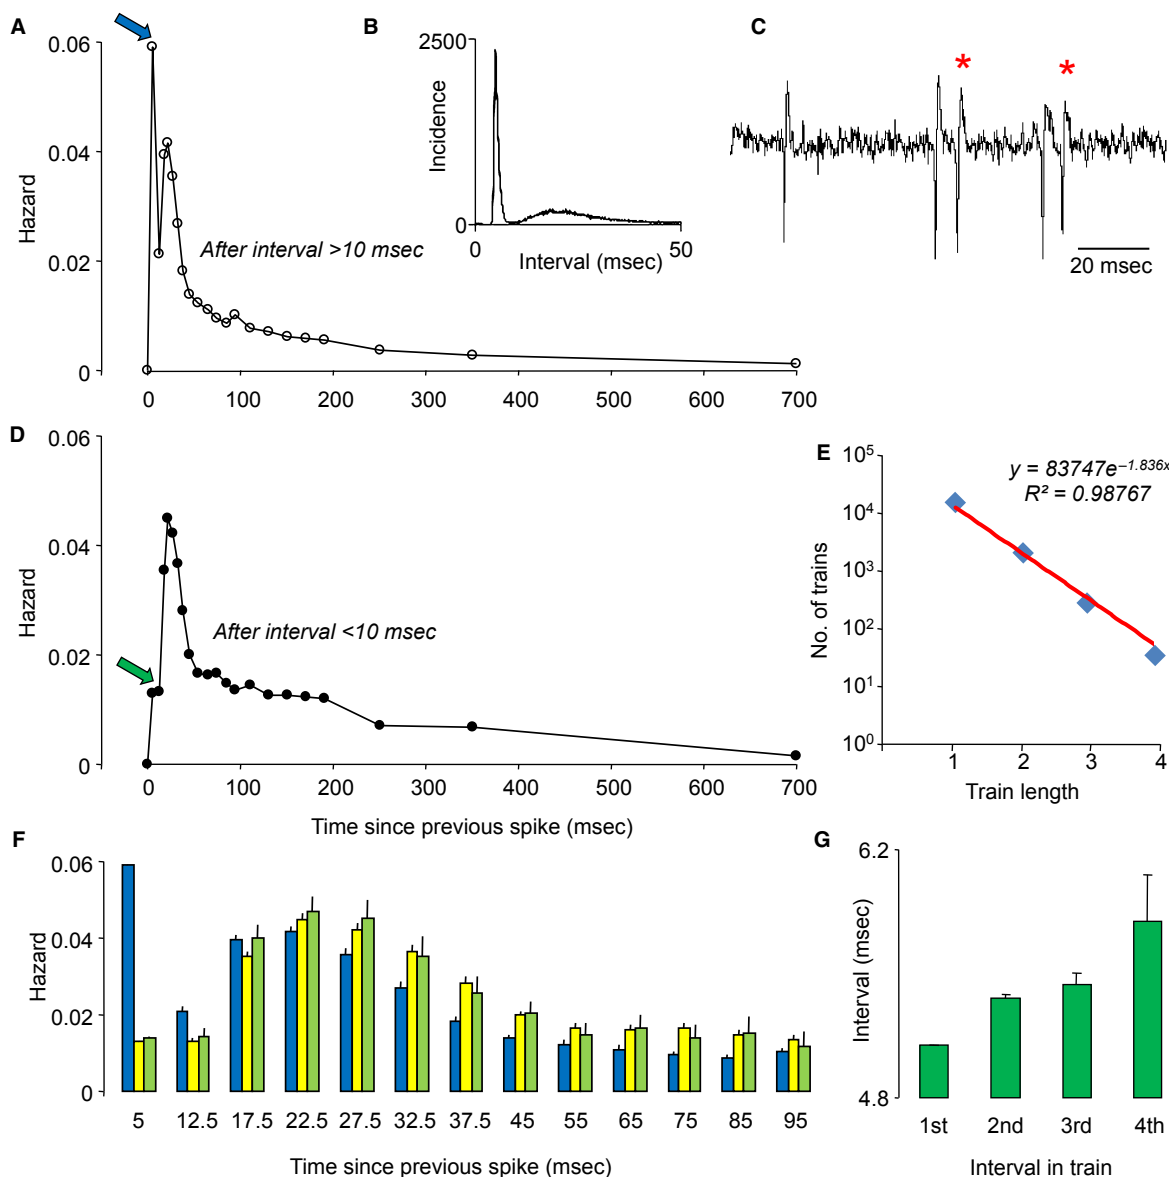 A
0.06
0.04
0.02
0
Hazard
After interval >10 msec
0 100 200 300 400 500 600 700
B
2500
0
Incidence
0 50
Interval (msec)
C
*
*
20 msec
D
0.06
0.04
0.02
0
Hazard
After interval <10 msec
0 100 200 300 400 500 600 700
Time since previous spike (msec)
E
10^5
10^4
10^3
10^2
10^1
10^0
No. of trains
y = 83747e^–1.836x
R² = 0.98767
1 2 3 4
Train length
F
0.06
0.04
0.02
0
Hazard
5 12.5 17.5 22.5 27.5 32.5 37.5 45 55 65 75 85 95
Time since previous spike (msec)
G
6.2
4.8
Interval (msec)
1st 2nd 3rd 4th
Interval in train